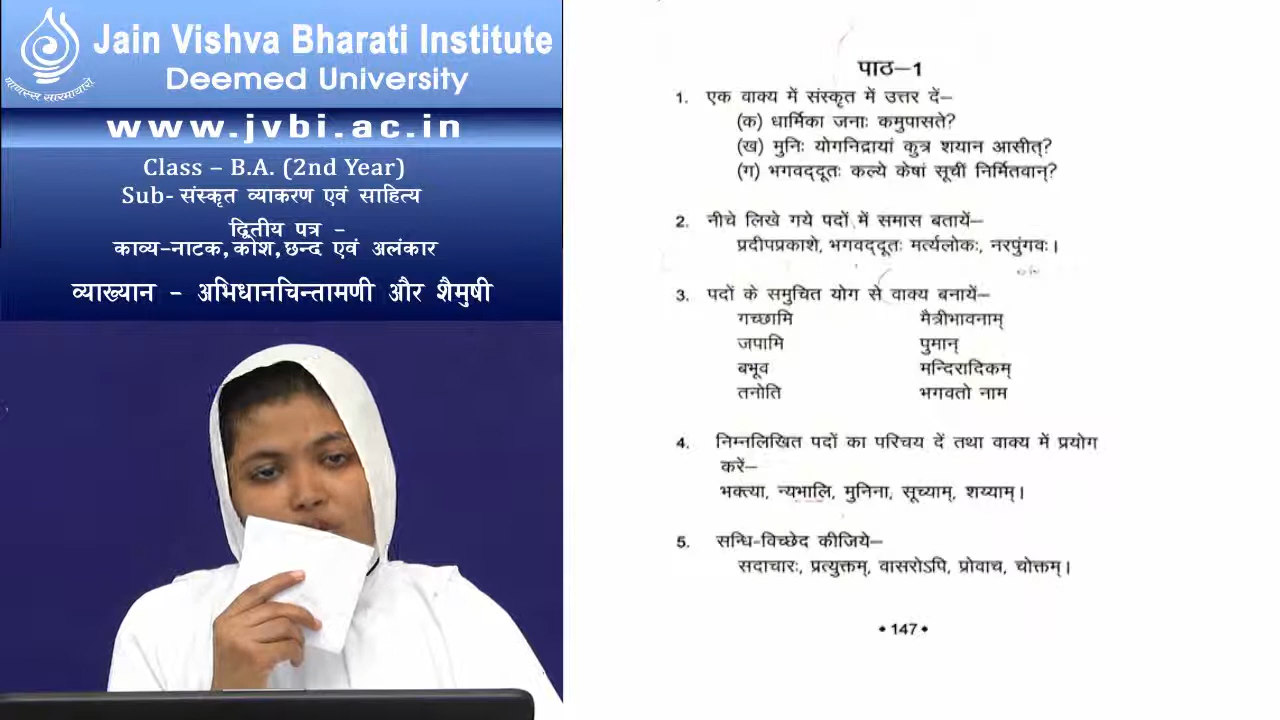 Jain Vishva Bharati Institute
Deemed University
णाणस्स सारमायारो
www.jvbi.ac.in
Class – B.A. (2nd Year)
Sub- संस्कृत व्याकरण एवं साहित्य
द्वितीय पत्र –
काव्य-नाटक, कोश, छन्द एवं अलंकार
व्याख्यान – अभिधानचिन्तामणी और शैमुषी
पाठ–1
1. एक वाक्य में संस्कृत में उत्तर दें–
(क) धार्मिका जनाः कमुपासते?
(ख) मुनिः योगनिद्रायां कुत्र शयान आसीत्?
(ग) भगवद्दूतः कल्ये केषां सूचीं निर्मितवान्?
2. नीचे लिखे गये पदों में समास बतायें–
प्रदीपप्रकाशे, भगवद्दूतः मर्त्यलोकः, नरपुंगवः।
3. पदों के समुचित योग से वाक्य बनायें–
गच्छामि मैत्रीभावनाम्
जपामि पुमान्
बभूव मन्दिरादिकम्
तनोति भगवतो नाम
4. निम्नलिखित पदों का परिचय दें तथा वाक्य में प्रयोग
करें–
भक्त्या, न्यभालि, मुनिना, सूच्याम्, शय्याम्।
5. सन्धि-विच्छेद कीजिये–
सदाचारः, प्रत्युक्तम्, वासरोऽपि, प्रोवाच, चोक्तम्।
• 147 •